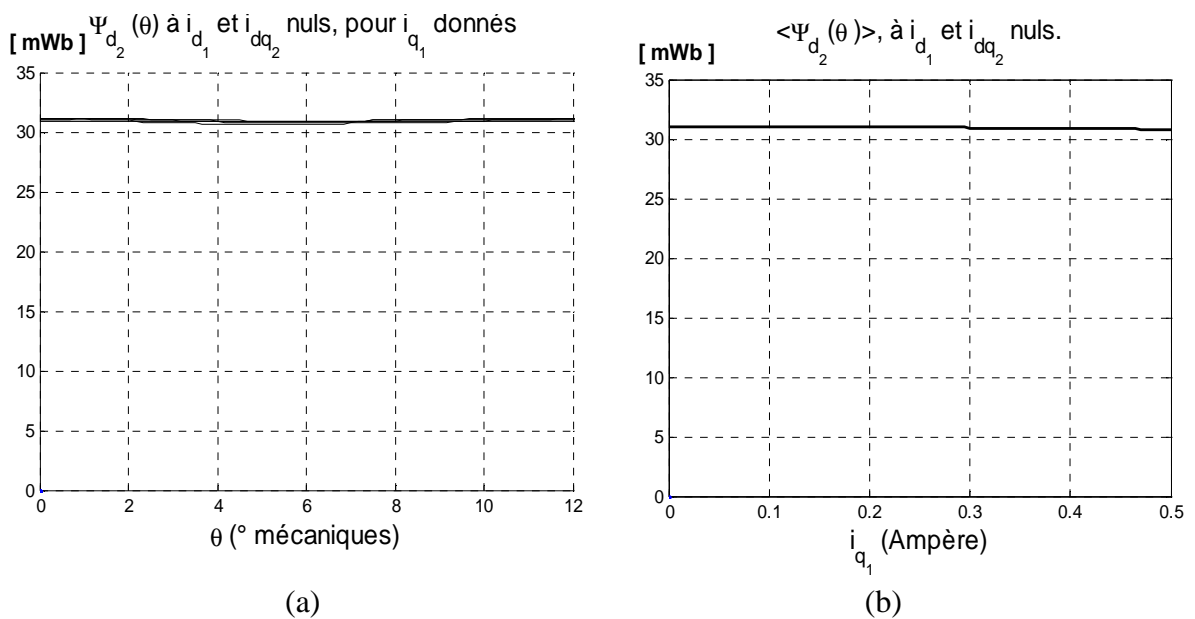 Ψd2 (θ) à id1 et idq2 nuls, pour iq1 donnés
[ mWb ]
35
30
25
20
15
10
5
0
0 2 4 6 8 10 12
θ (° mécaniques)
(a)
<Ψd2(θ)>, à id1 et idq2 nuls.
[ mWb ]
35
30
25
20
15
10
5
0
0 0.1 0.2 0.3 0.4 0.5
iq1 (Ampère)
(b)